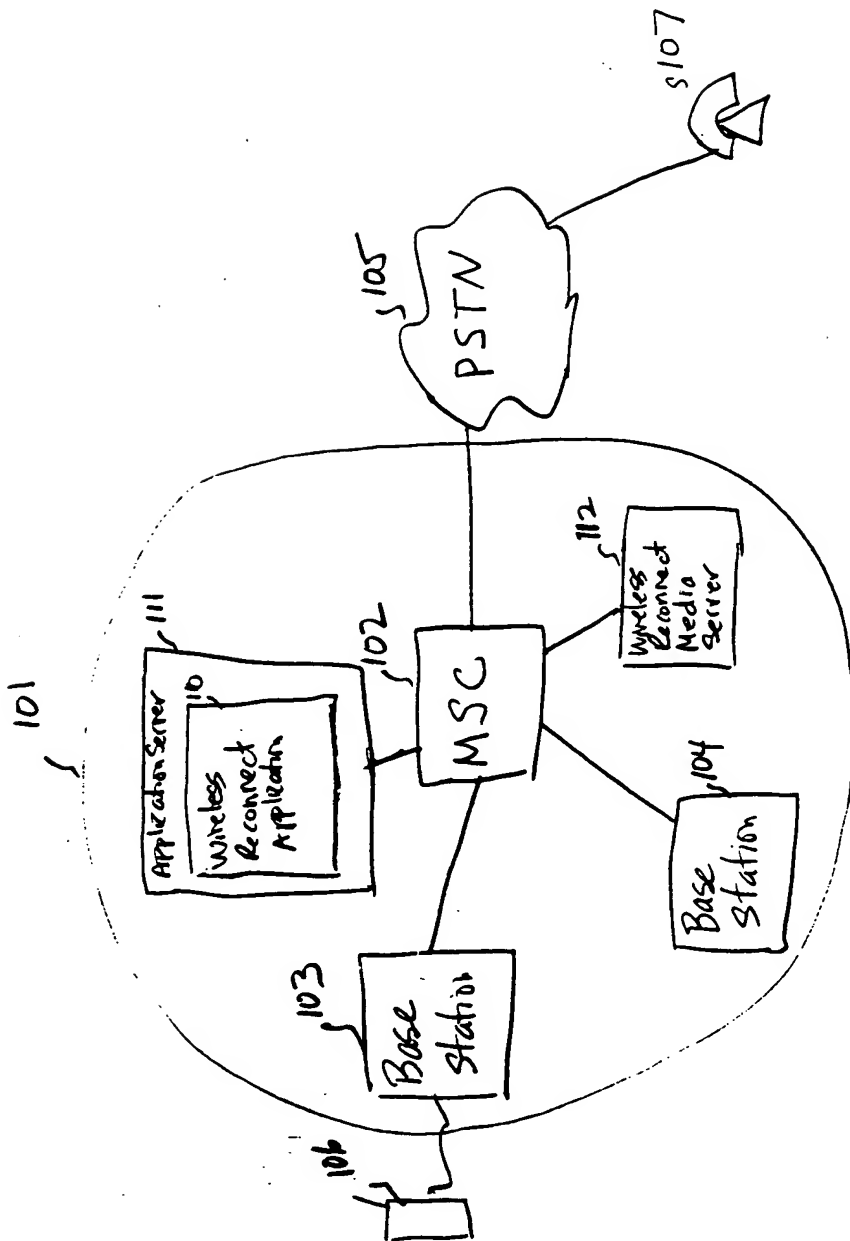 101
Application Server
111
10
Wireless
Reconnect
Application
102
MSC
105
PSTN
107
103
Base
Station
106
104
Base
Station
112
Wireless
Reconnect
Media
Server